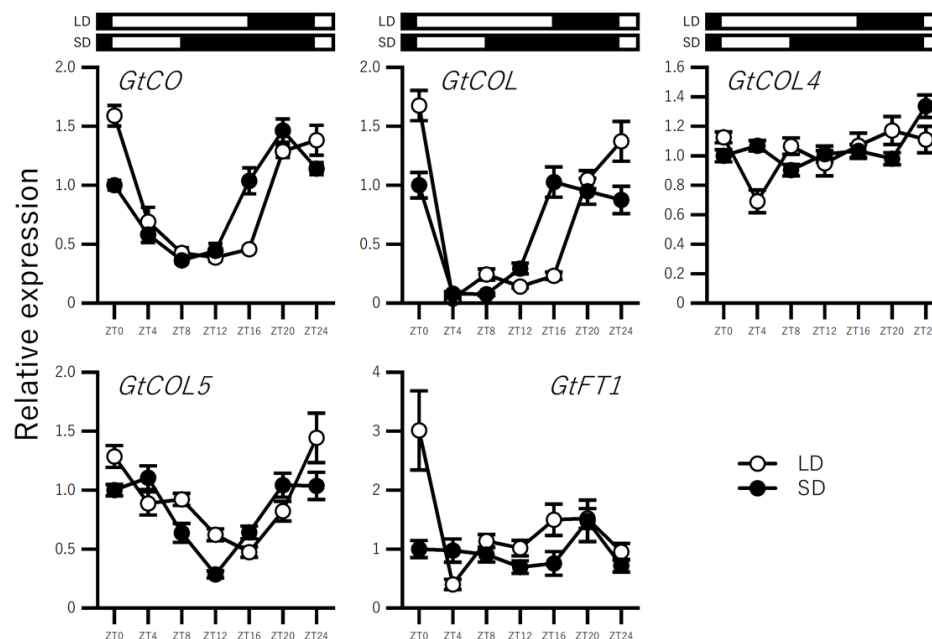 LD
SD
LD
SD
LD
SD
GtCO
2.0
1.5
1.0
0.5
0
ZT0 ZT4 ZT8 ZT12 ZT16 ZT20 ZT24
GtCOL
2.0
1.5
1.0
0.5
0
ZT0 ZT4 ZT8 ZT12 ZT16 ZT20 ZT24
GtCOL4
1.6
1.4
1.2
1.0
0.8
0.6
0.4
0.2
0
ZT0 ZT4 ZT8 ZT12 ZT16 ZT20 ZT2
Relative expression
GtCOL5
2.0
1.5
1.0
0.5
0
ZT0 ZT4 ZT8 ZT12 ZT16 ZT20 ZT24
GtFT1
4
3
2
1
0
ZT0 ZT4 ZT8 ZT12 ZT16 ZT20 ZT24
LD
SD